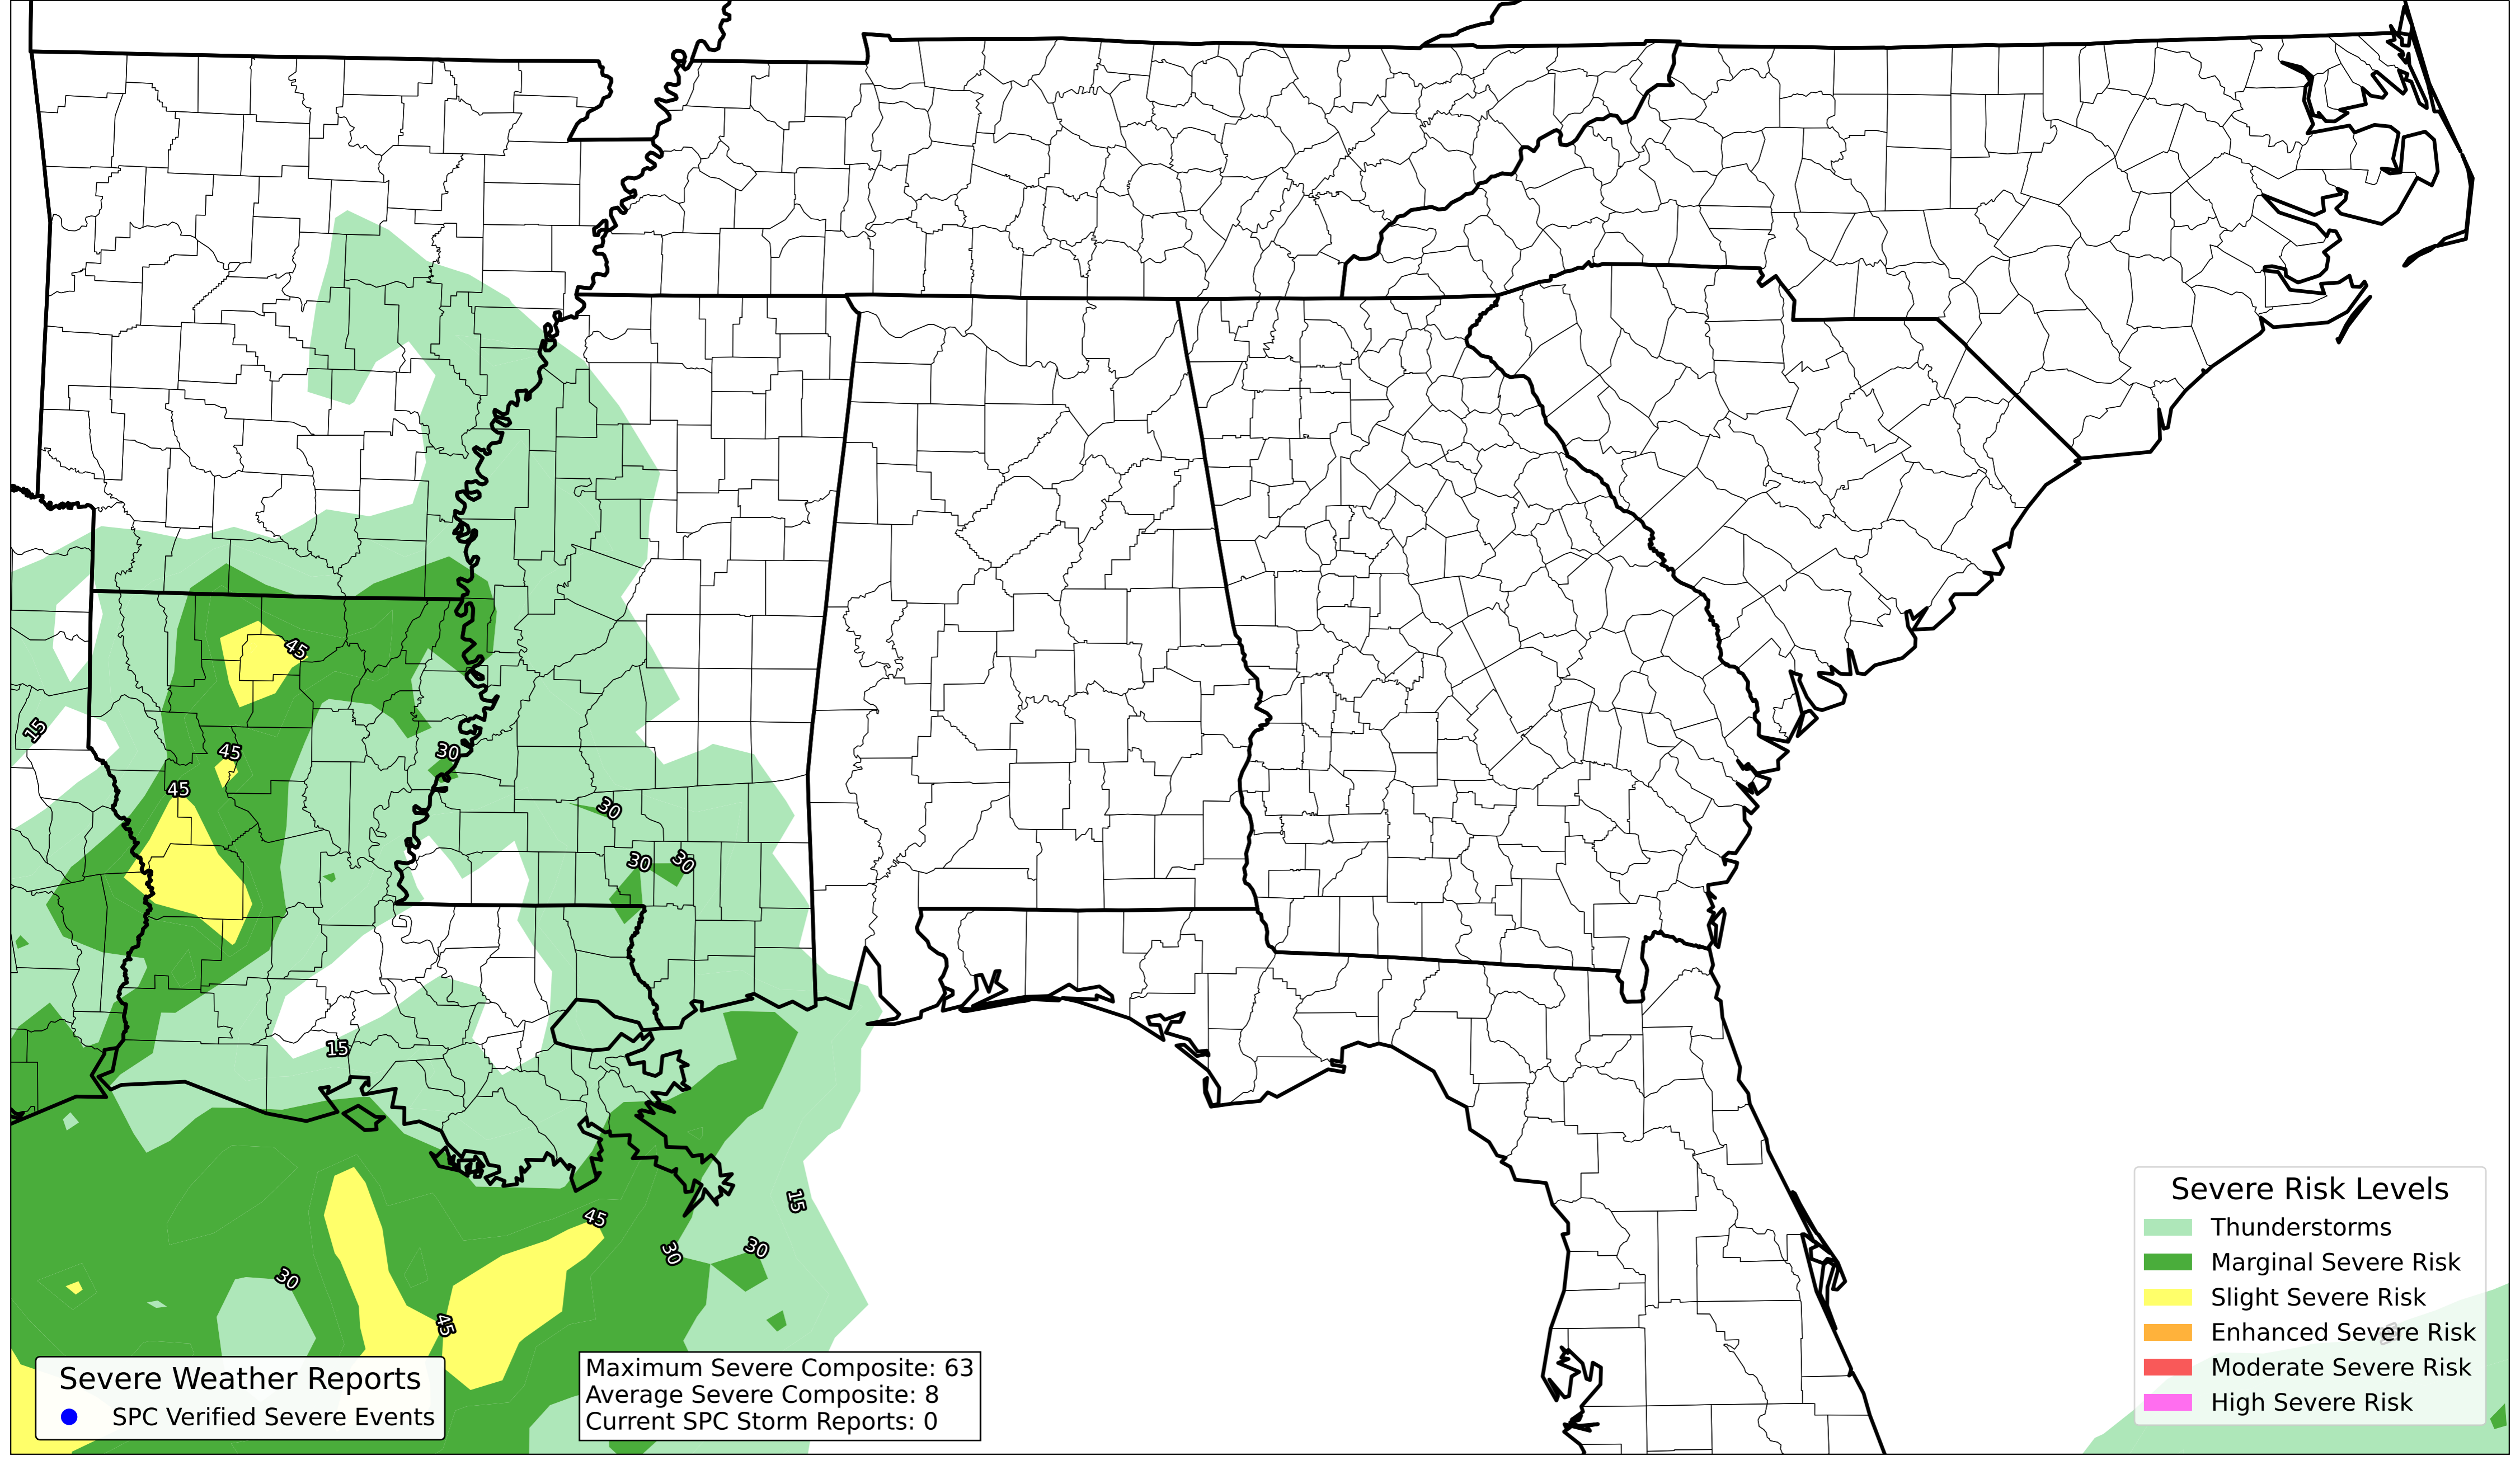 45
15
45
30
45
30
30
30
15
15
45
30
30
30
45
Severe Weather Reports
SPC Verified Severe Events
Maximum Severe Composite: 63
Average Severe Composite: 8
Current SPC Storm Reports: 0
Severe Risk Levels
Thunderstorms
Marginal Severe Risk
Slight Severe Risk
Enhanced Severe Risk
Moderate Severe Risk
High Severe Risk